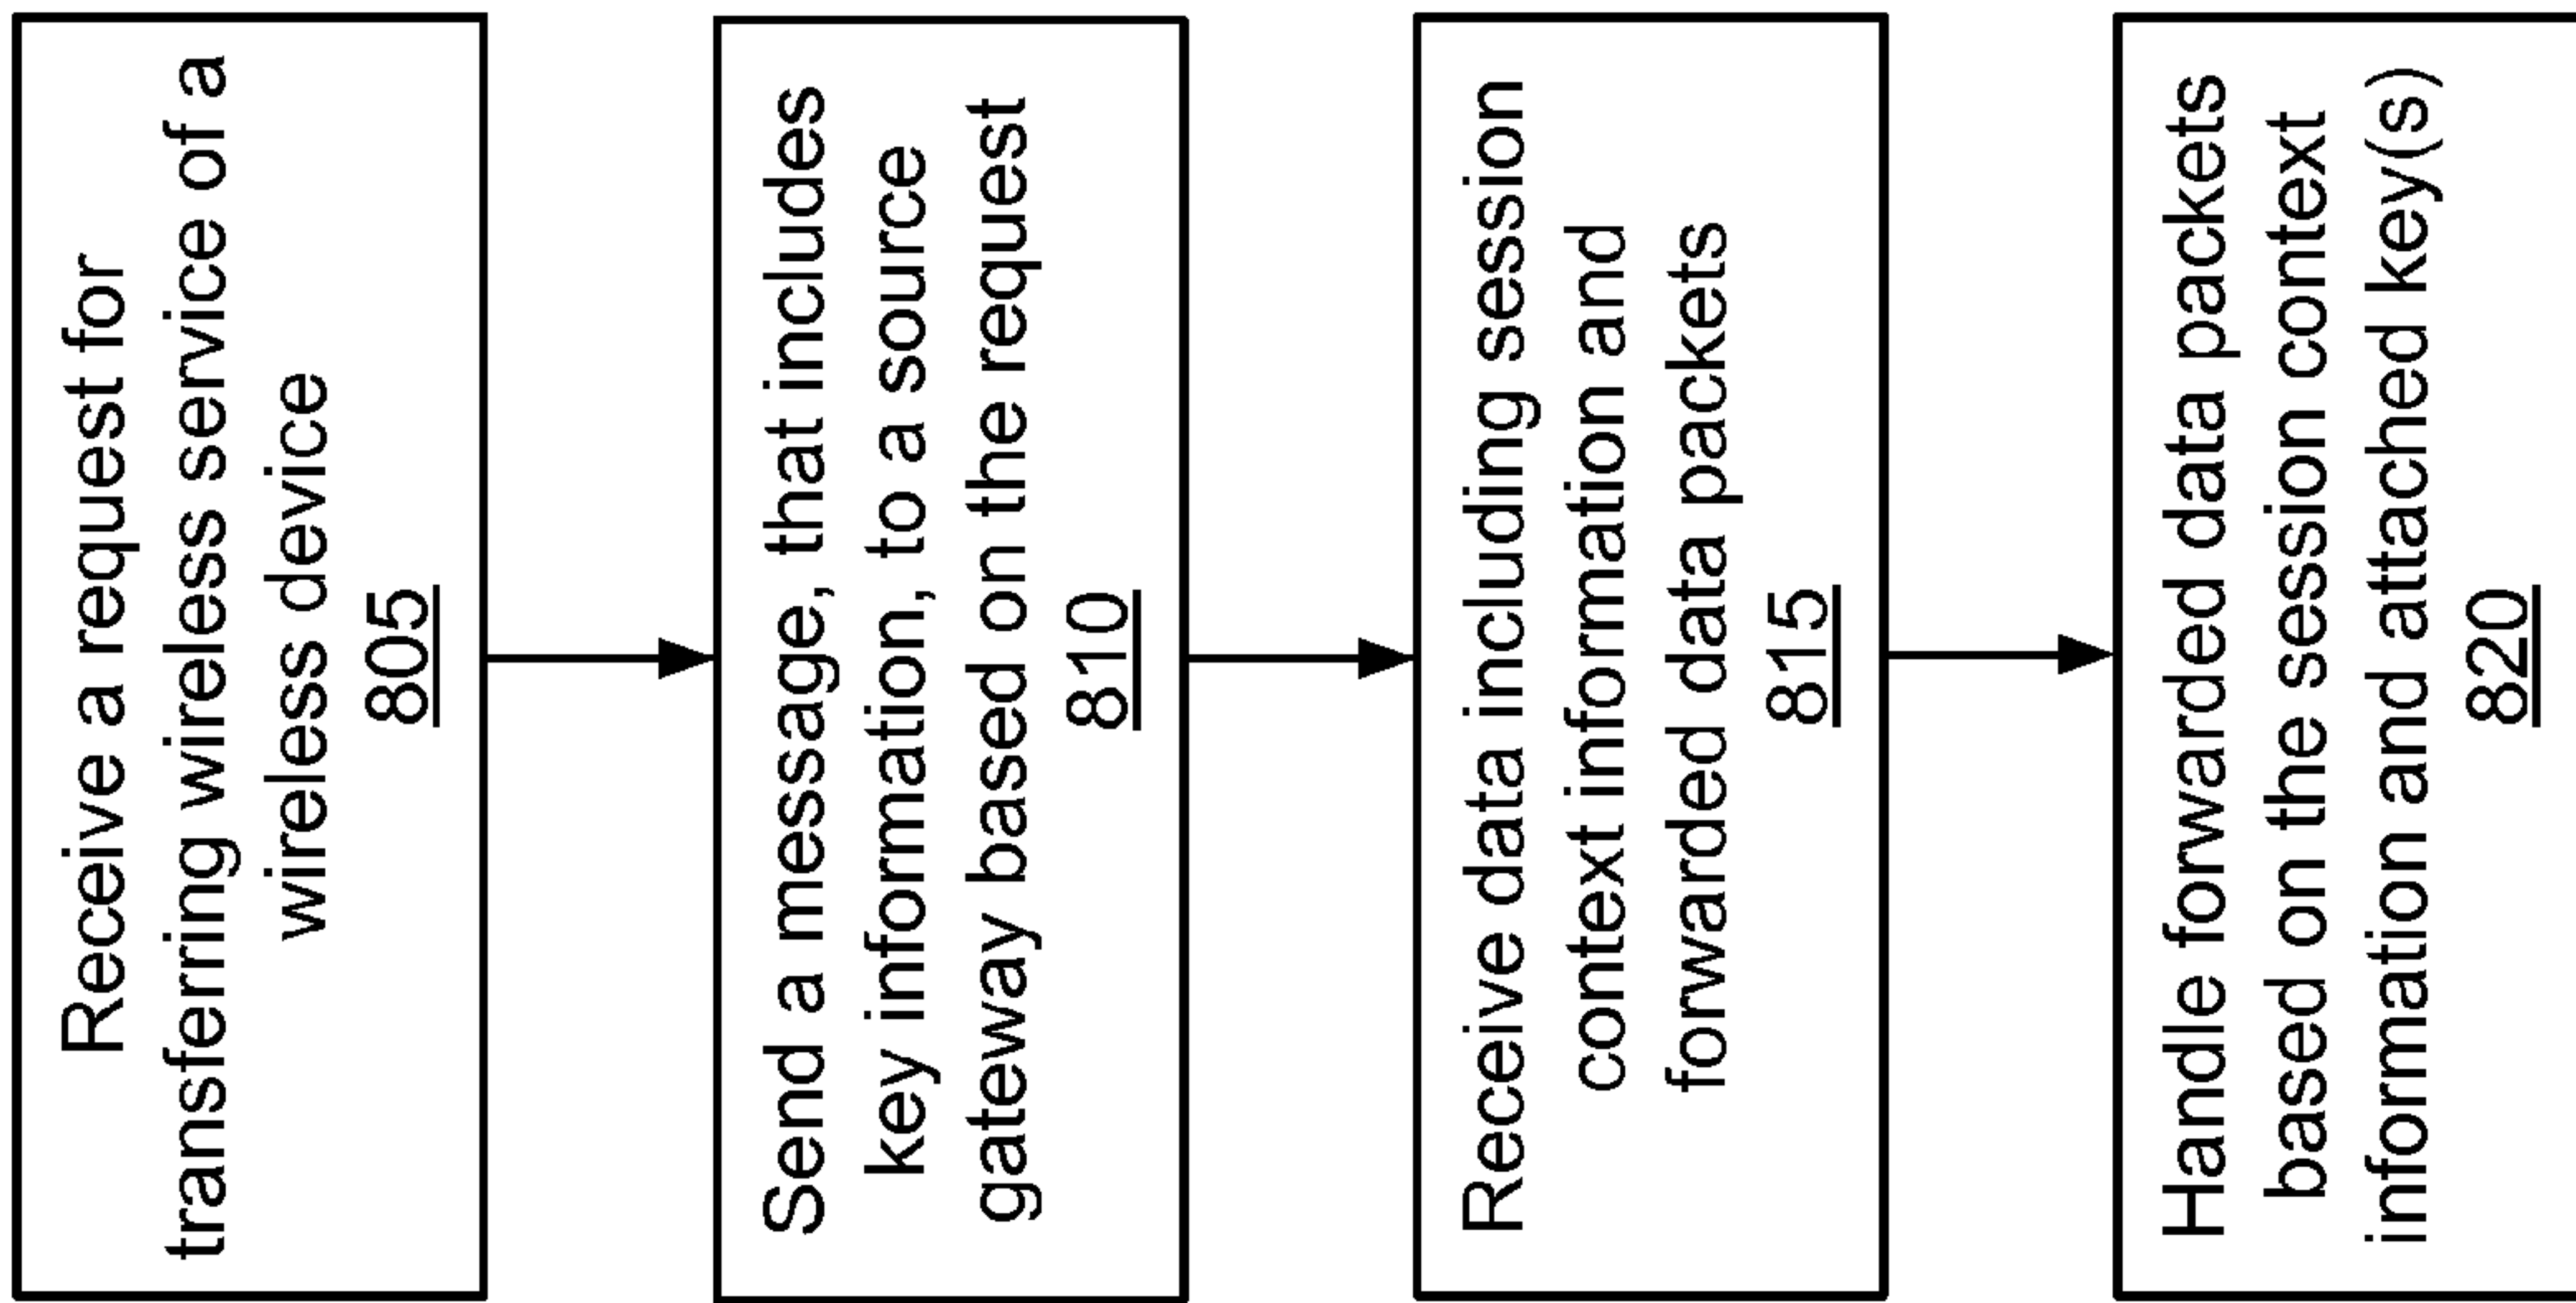 Receive a request for
transferring wireless service of a
wireless device
805
Send a message, that includes
key information, to a source
gateway based on the request
810
Receive data including session
context information and
forwarded data packets
815
Handle forwarded data packets
based on the session context
information and attached key(s)
820